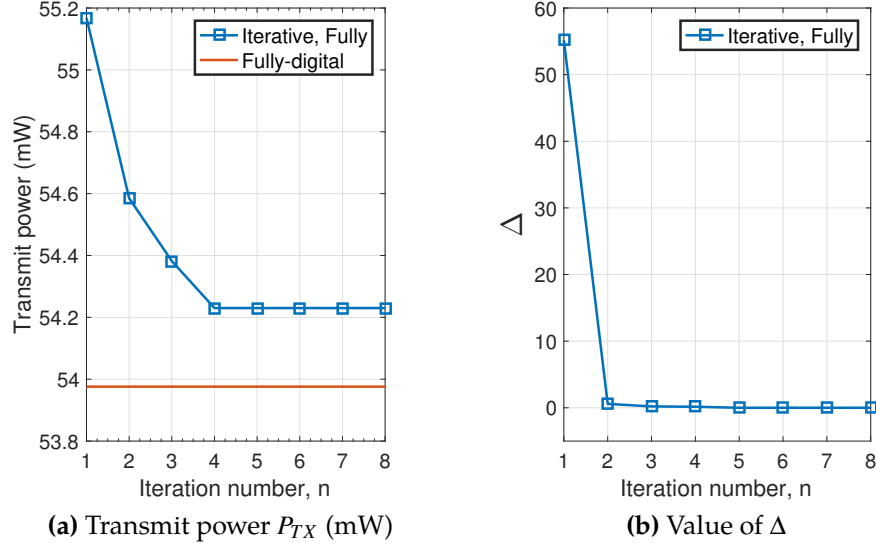 55.2
55
54.8
54.6
54.4
54.2
54
53.8
Transmit power (mW)
1 2 3 4 5 6 7 8
Iteration number, n
Iterative, Fully
Fully-digital
(a) Transmit power P_TX (mW)
60
50
40
30
20
10
0
Δ
1 2 3 4 5 6 7 8
Iteration number, n
Iterative, Fully
(b) Value of Δ